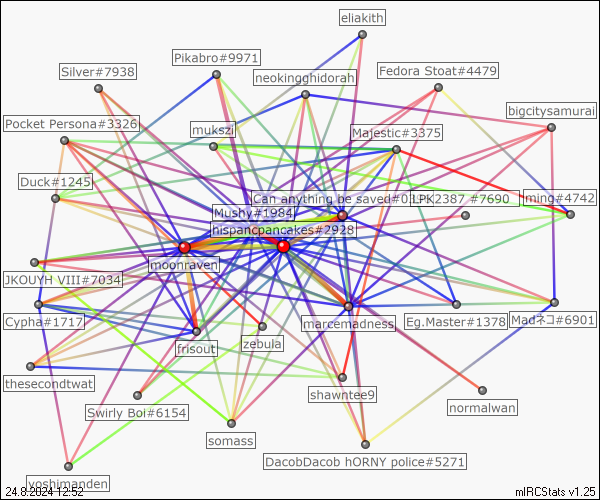 eliakith
Pikabro#9971
Silver#7938
neokingghidorah
Fedora Stoat#4479
bigcitysamurai
Pocket Persona#3326
mukszi
Majestic#3375
Duck#1245
Can anything be saved#0
LPK2387 #7690
ming#4742
Mushy#1984
hispancpancakes#2928
moonraven
JKOUYH VIII#7034
Cypha#1717
marcemadness
Eg.Master#1378
Madネコ#6901
frisout
zebula
thesecondtwat
shawntee9
Swirly Boi#6154
normalwan
somass
DacobDacob hORNY police#5271
yoshimanden
24.8.2024 12:52
mIRCStats v1.25